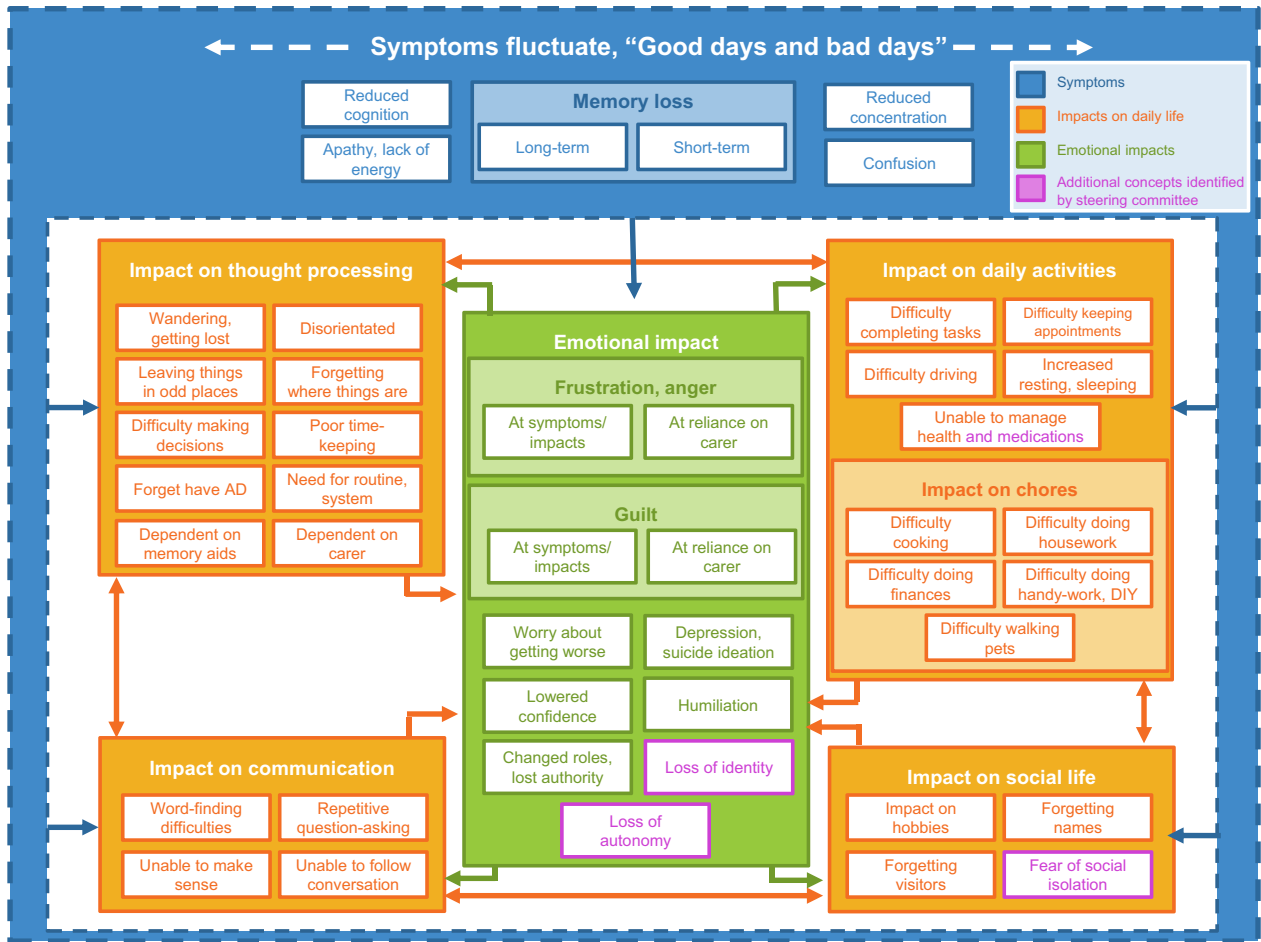 Symptoms fluctuate, “Good days and bad days”
Reduced
cognition
Apathy, lack of
energy
Memory loss
Long-term
Short-term
Reduced
concentration
Confusion
Symptoms
Impacts on daily life
Emotional impacts
Additional concepts identified
by steering committee
Impact on thought processing
Wandering,
getting lost
Disorientated
Leaving things
in odd places
Forgetting
where things are
Difficulty making
decisions
Poor time-
keeping
Forget have AD
Need for routine,
system
Dependent on
memory aids
Dependent on
carer
Emotional impact
Frustration, anger
At symptoms/
impacts
At reliance on
carer
Guilt
At symptoms/
impacts
At reliance on
carer
Worry about
getting worse
Depression,
suicide ideation
Lowered
confidence
Humiliation
Changed roles,
lost authority
Loss of identity
Loss of
autonomy
Impact on daily activities
Difficulty
completing tasks
Difficulty keeping
appointments
Difficulty driving
Increased
resting, sleeping
Unable to manage
health and medications
Impact on chores
Difficulty
cooking
Difficulty doing
housework
Difficulty doing
finances
Difficulty doing
handy-work, DIY
Difficulty walking
pets
Impact on communication
Word-finding
difficulties
Repetitive
question-asking
Unable to make
sense
Unable to follow
conversation
Impact on social life
Impact on
hobbies
Forgetting
names
Forgetting
visitors
Fear of social
isolation